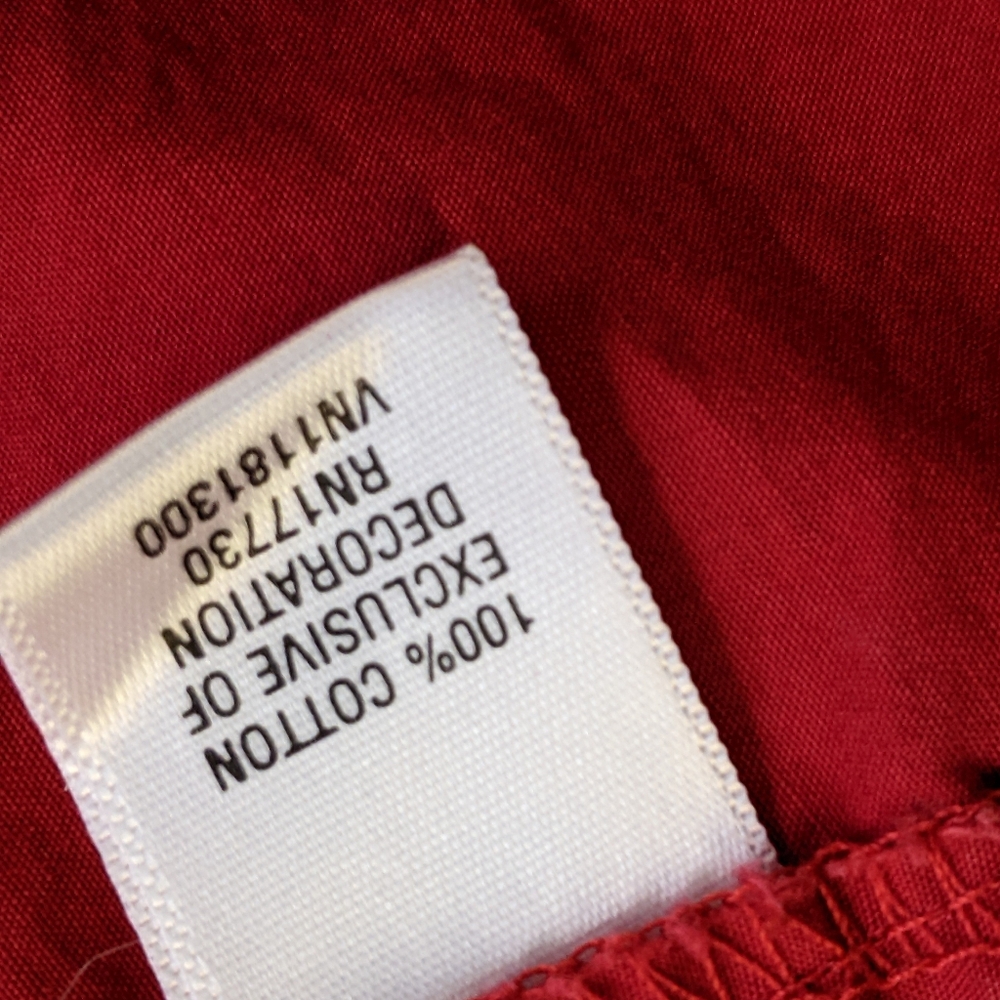 100% COTTON
EXCLUSIVE OF
DECORATION
RN17730
VN1181300